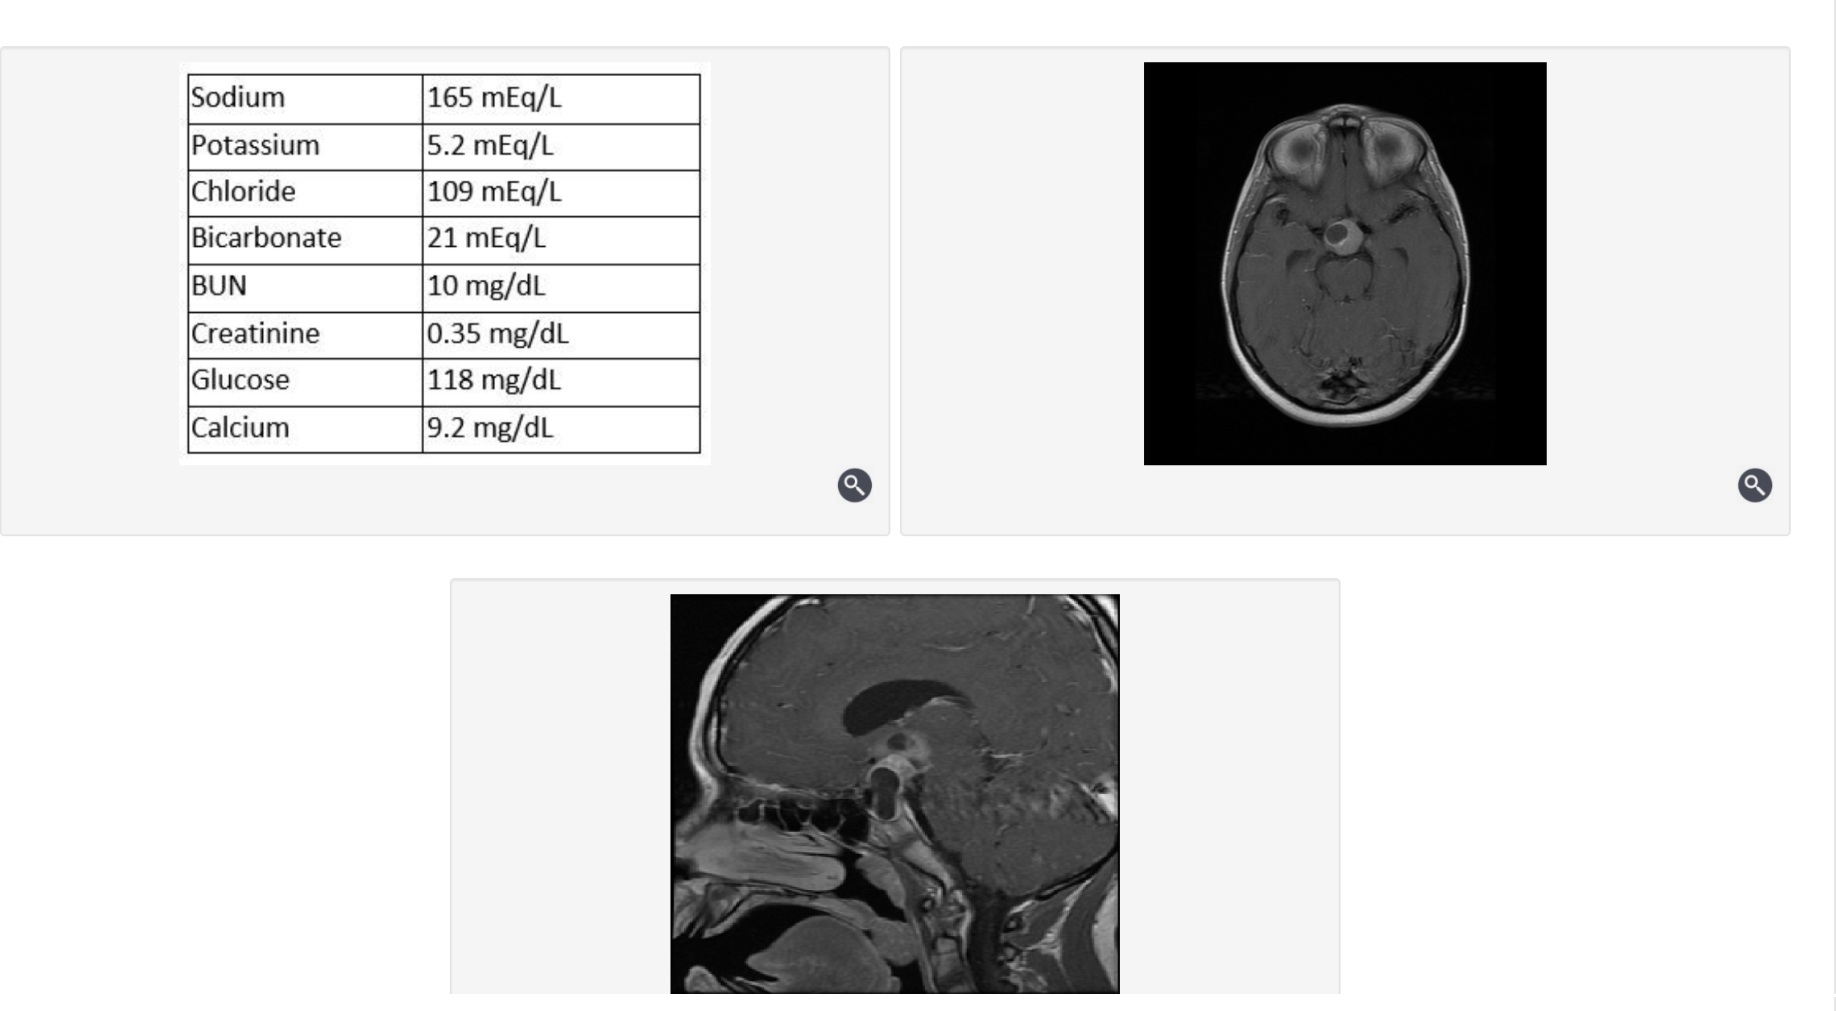 Sodium 165 mEq/L
Potassium 5.2 mEq/L
Chloride 109 mEq/L
Bicarbonate 21 mEq/L
BUN 10 mg/dL
Creatinine 0.35 mg/dL
Glucose 118 mg/dL
Calcium 9.2 mg/dL